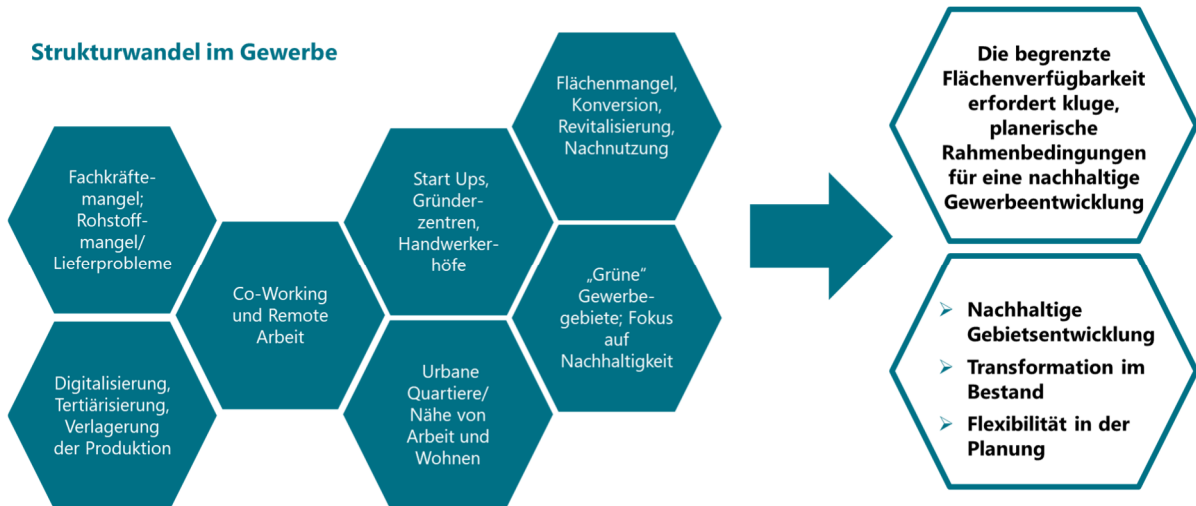 Strukturwandel im Gewerbe
Fachkräfte-
mangel;
Rohstoff-
mangel/
Lieferprobleme
Digitalisierung,
Tertiärisierung,
Verlagerung
der Produktion
Co-Working
und Remote
Arbeit
Start Ups,
Gründer-
zentren,
Handwerker-
höfe
Urbane
Quartiere/
Nähe von
Arbeit und
Wohnen
Flächenmangel,
Konversion,
Revitalisierung,
Nachnutzung
„Grüne“
Gewerbe-
gebiete; Fokus
auf
Nachhaltigkeit
Die begrenzte
Flächenverfügbarkeit
erfordert kluge,
planerische
Rahmenbedingungen
für eine nachhaltige
Gewerbeentwicklung
➢ Nachhaltige
Gebietsentwicklung
➢ Transformation im
Bestand
➢ Flexibilität in der
Planung